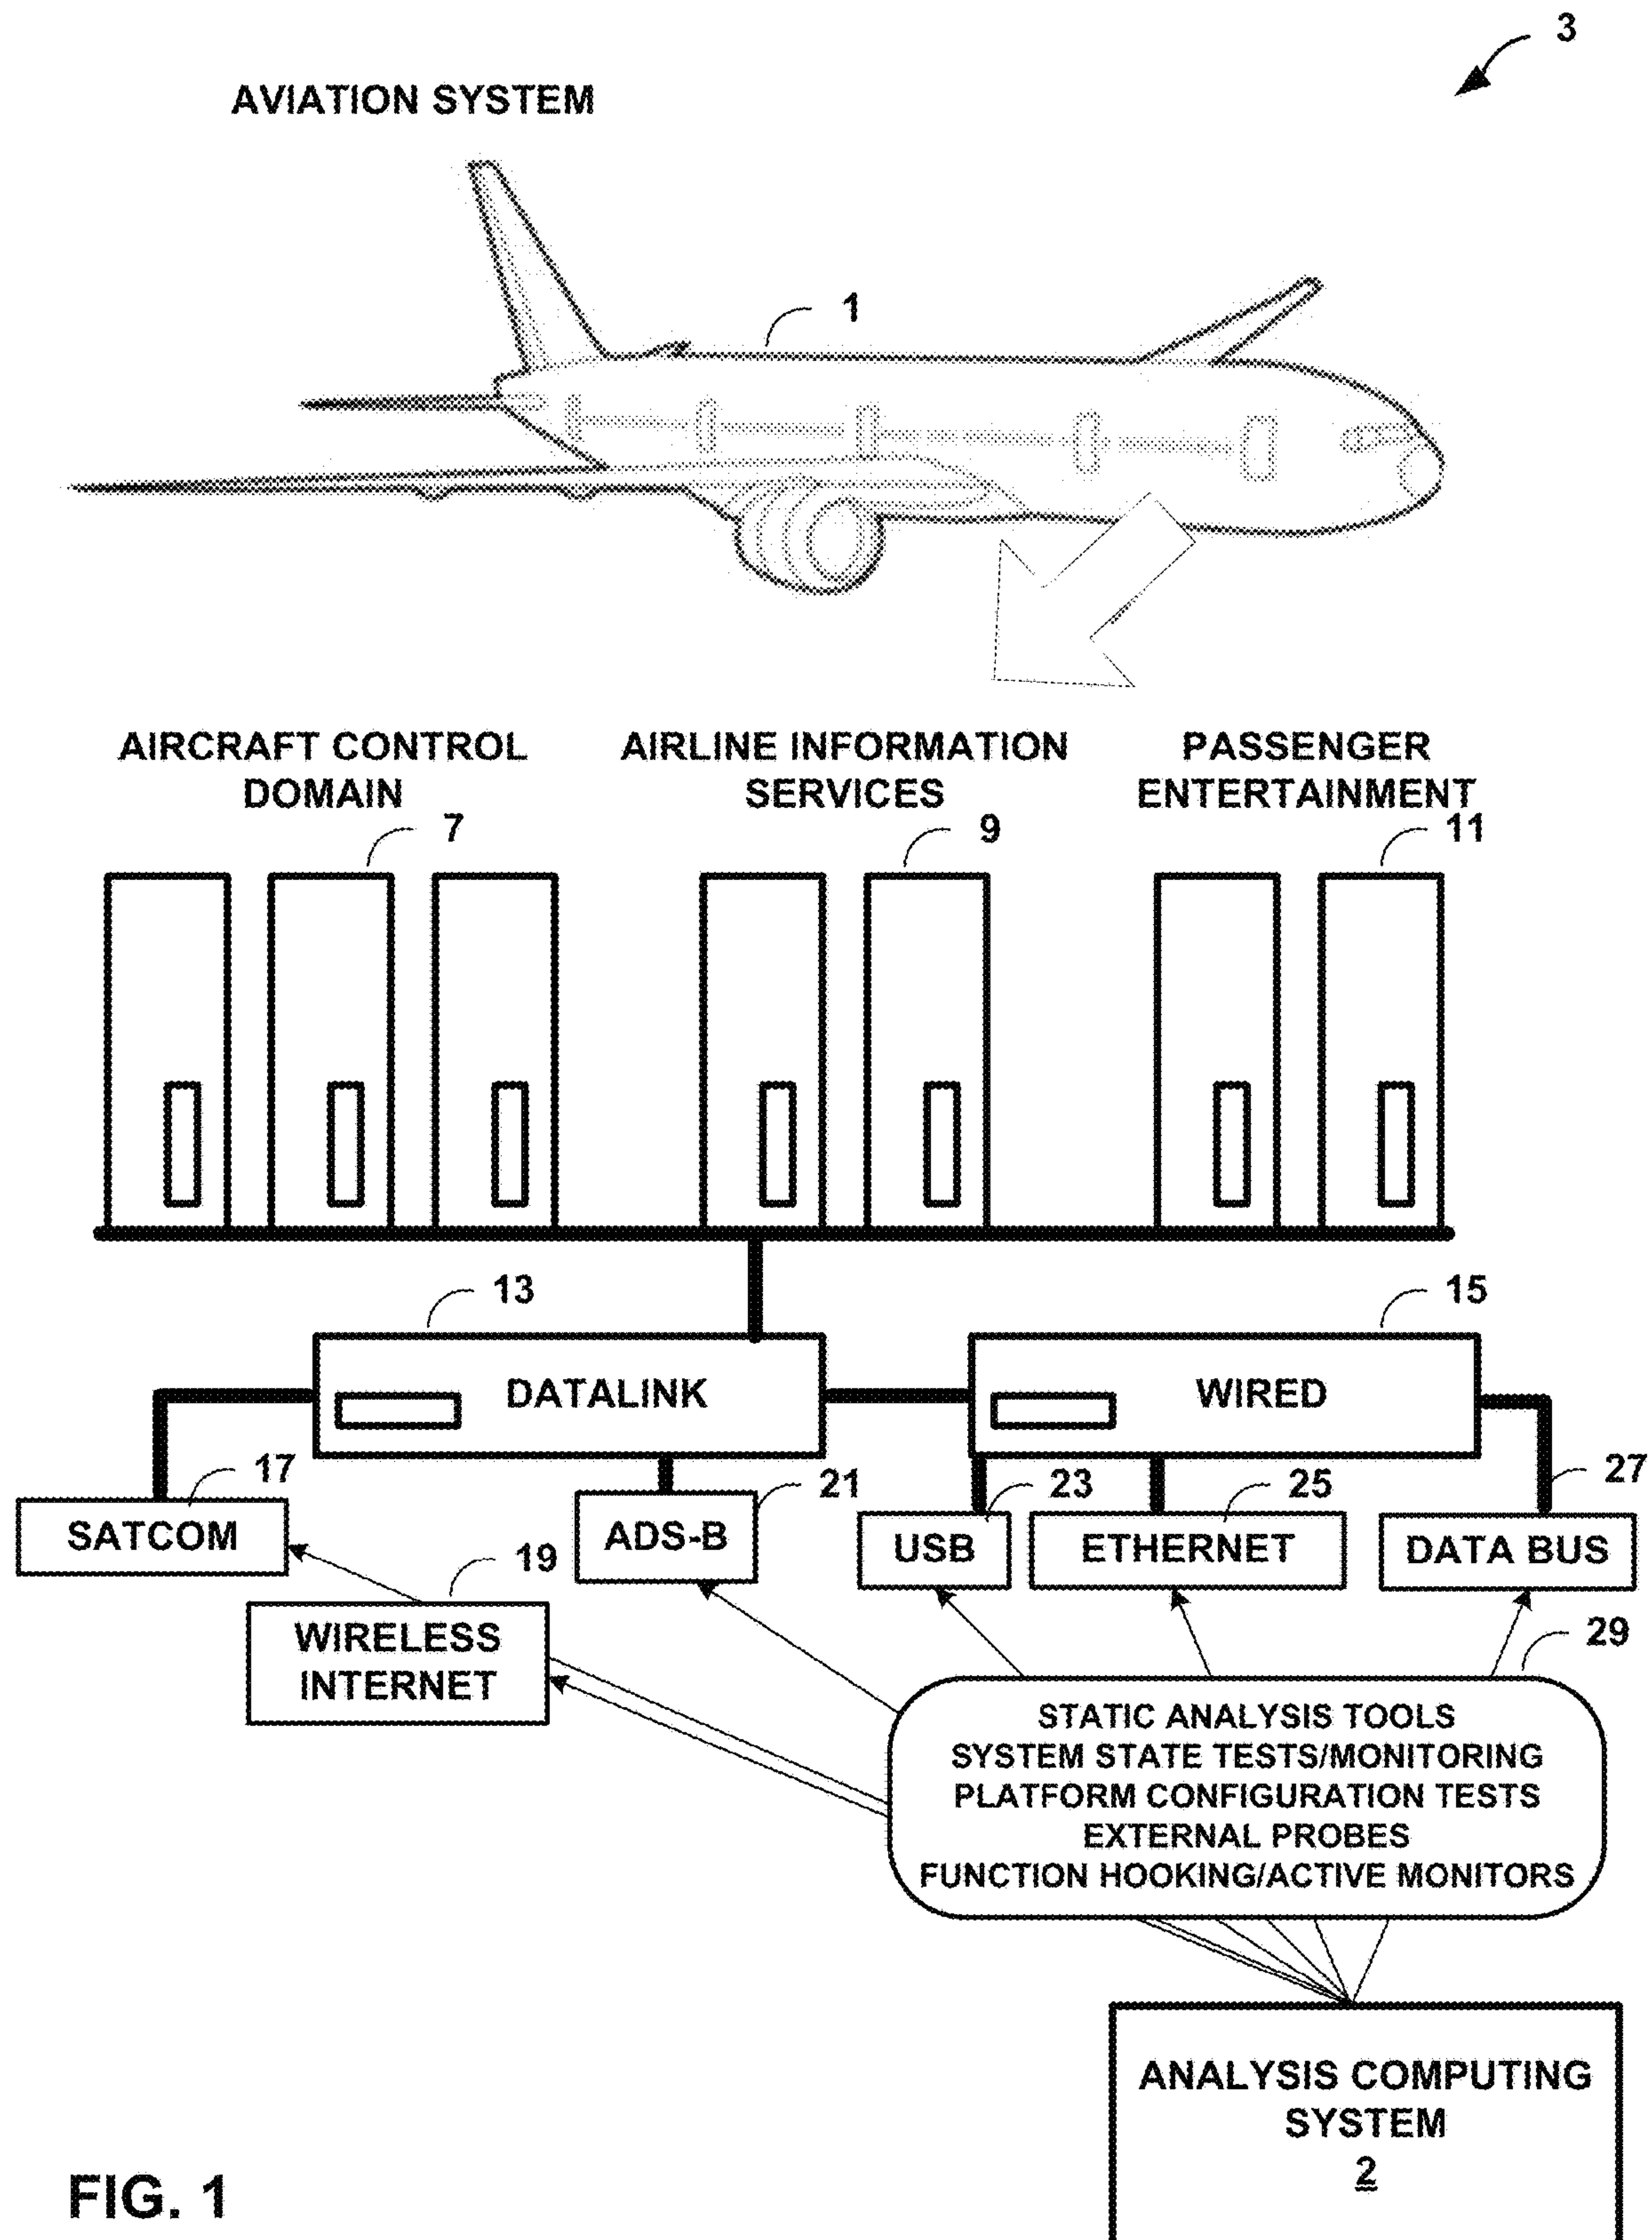 3
AVIATION SYSTEM
1
AIRCRAFT CONTROL
DOMAIN
AIRLINE INFORMATION
SERVICES
PASSENGER
ENTERTAINMENT
7
9
11
13
15
DATALINK
WIRED
17
21
23
25
27
SATCOM
ADS-B
USB
ETHERNET
DATA BUS
19
WIRELESS
INTERNET
29
STATIC ANALYSIS TOOLS
SYSTEM STATE TESTS/MONITORING
PLATFORM CONFIGURATION TESTS
EXTERNAL PROBES
FUNCTION HOOKING/ACTIVE MONITORS
ANALYSIS COMPUTING
SYSTEM
2
FIG. 1